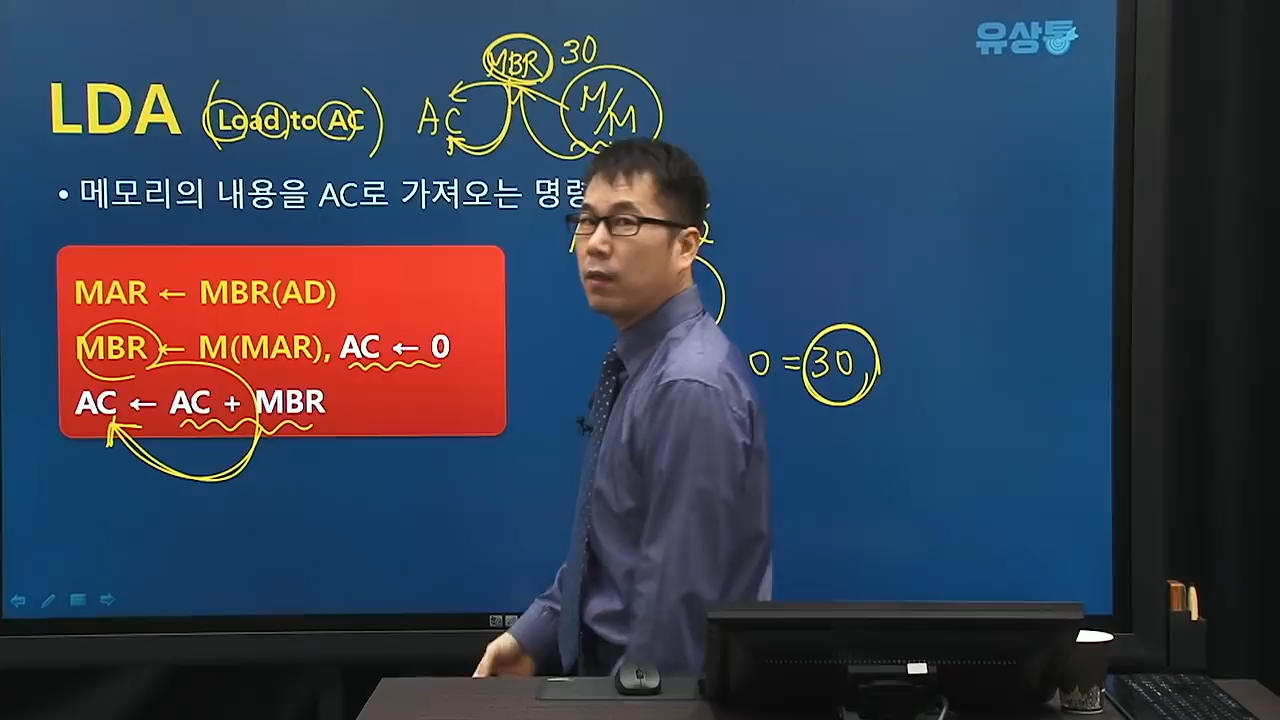 유상통
MBR 30
LDA (Load to AC) AC M/M
• 메모리의 내용을 AC로 가져오는 명령
MAR ← MBR(AD)
MBR ← M(MAR), AC ← 0
0 = 30
AC ← AC + MBR